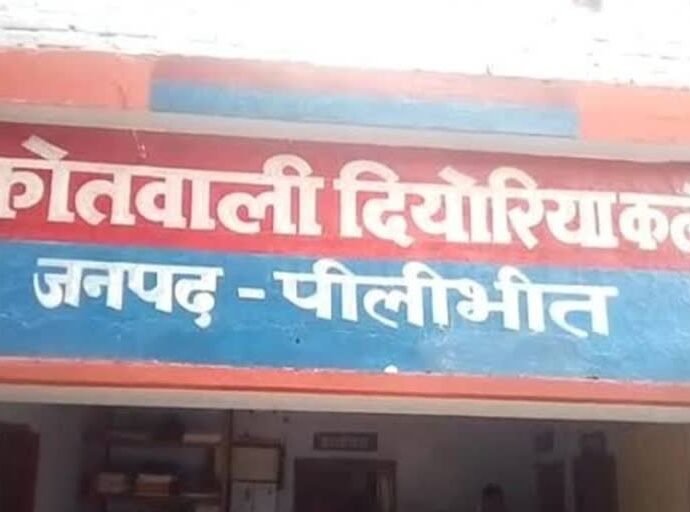 कोतवाली दियोरिया
जनपद - पीलीभीत